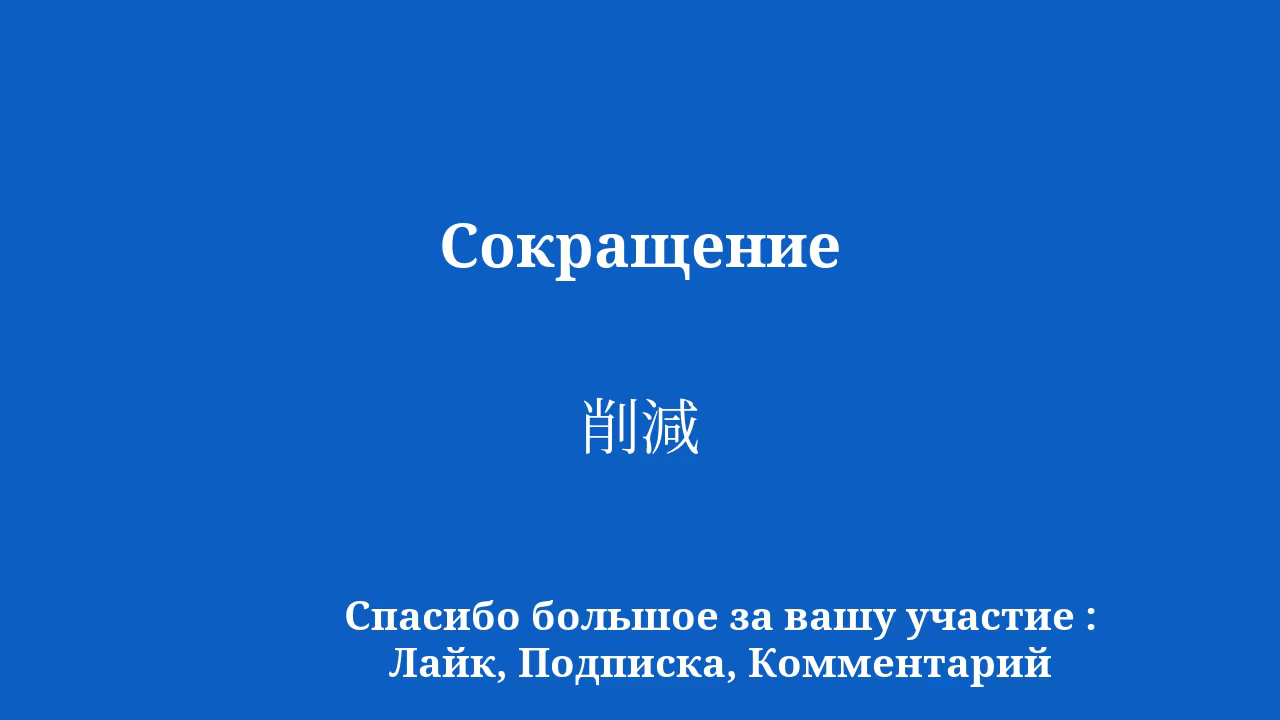 Сокращение
削減
Спасибо большое за вашу участие :
Лайк, Подписка, Комментарий